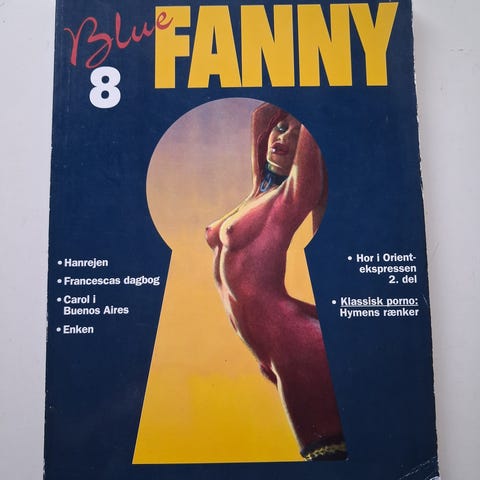 Blue FANNY
8
• Hanrejen
• Francescas dagbog
• Carol i
Buenos Aires
• Enken
• Hor i Orient-
ekspressen
2. del
• Klassisk porno:
Hymens rænker